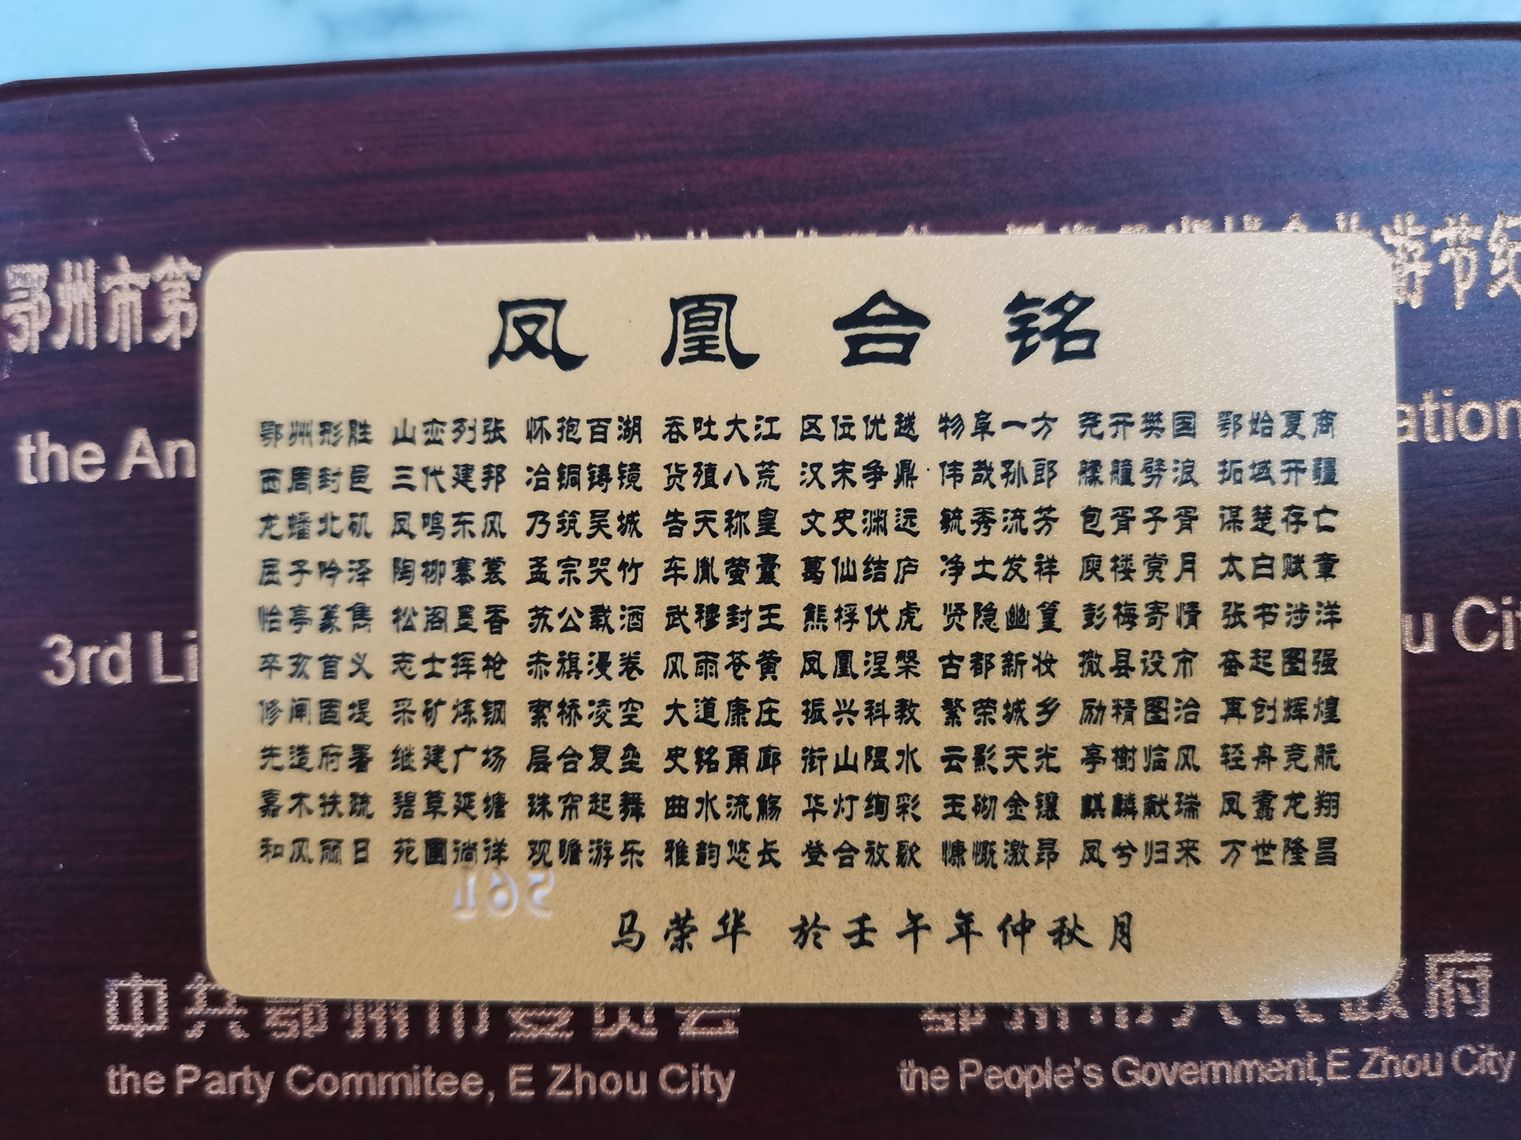 鄂州市第
游节纪
the An
ation
3rd Li
u Cit
凤凰台铭
鄂州形胜 山峦列张 怀抱百湖 吞吐大江 区位优越 物阜一方 尧开樊国 鄂始夏商
西周封邑 三代建邦 冶铜铸镜 货殖八荒 汉末争鼎 伟哉孙郎 艨艟劈浪 拓域开疆
龙蟠北矶 凤鸣东风 乃筑吴城 告天称皇 文史渊远 毓秀流芳 包胥子胥 谋楚存亡
屈子吟泽 陶柳搴裳 孟宗哭竹 车胤萤囊 葛仙结庐 净土发祥 庾楼赏月 太白赋章
怡亭篆隽 松阁墨香 苏公载酒 武穆封王 熊桴伏虎 贤隐幽篁 彭梅寄情 张书涉洋
辛亥首义 志士挥枪 赤旗漫卷 风雨苍黄 凤凰涅槃 古都新妆 撤县设市 奋起图强
修闸固堤 采矿炼钢 索桥凌空 大道康庄 振兴科教 繁荣城乡 励精图治 再创辉煌
先造府署 继建广场 层台复垒 史铭甬廊 衔山隈水 云影天光 亭榭临风 轻舟竞航
嘉木扶疏 碧草延塘 珠帘起舞 曲水流觞 华灯绚彩 玉砌金镶 麒麟献瑞 凤翥龙翔
和风丽日 苑圃徜徉 观瞻游乐 雅韵悠长 登台放歌 慷慨激昂 凤兮归来 万世隆昌
马荣华 於壬午年仲秋月
中共鄂州市委员会
鄂州市人民政府
the Party Commitee, E Zhou City
the People's Government,E Zhou City